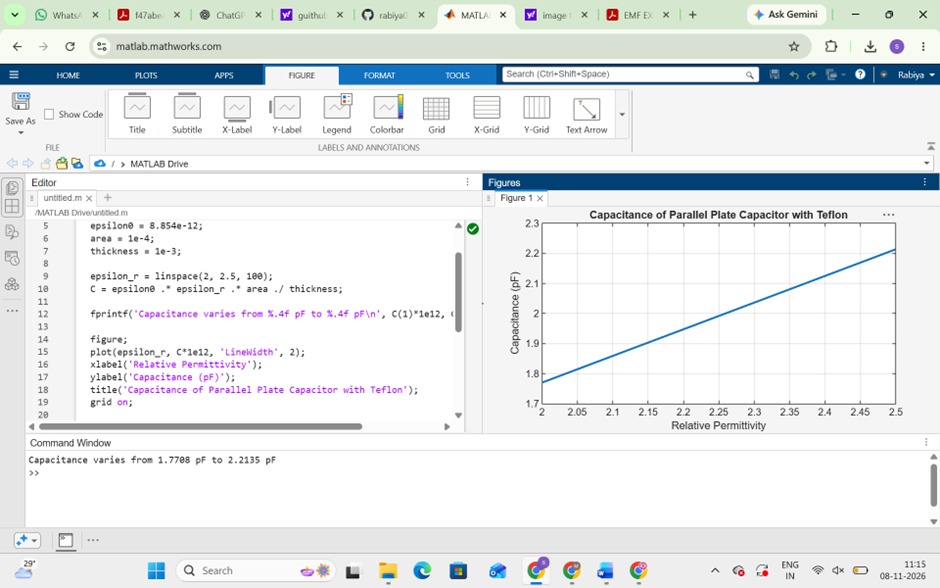 WhatsA
f47abe
ChatGP
guithub
rabiya
MATLA
image
EMF EX
Ask Gemini
matlab.mathworks.com
S
HOME
PLOTS
APPS
FIGURE
FORMAT
TOOLS
Search (Ctrl+Shift+Space)
Rabiya
Save As
Show Code
Title
Subtitle
X-Label
Y-Label
Legend
Colorbar
Grid
X-Grid
Y-Grid
Text Arrow
FILE
LABELS AND ANNOTATIONS
/ > MATLAB Drive
Editor
untitled.m
/MATLAB Drive/untitled.m
5 epsilon0 = 8.854e-12;
6 area = 1e-4;
7 thickness = 1e-3;
8
9 epsilon_r = linspace(2, 2.5, 100);
10 C = epsilon0 .* epsilon_r .* area ./ thickness;
11
12 fprintf('Capacitance varies from %.4f pF to %.4f pF\n', C(1)*1e12,
13
14 figure;
15 plot(epsilon_r, C*1e12, 'LineWidth', 2);
16 xlabel('Relative Permittivity');
17 ylabel('Capacitance (pF)');
18 title('Capacitance of Parallel Plate Capacitor with Teflon');
19 grid on;
20
Figures
Figure 1
Capacitance of Parallel Plate Capacitor with Teflon
Capacitance (pF)
2.3
2.2
2.1
2
1.9
1.8
1.7
2 2.05 2.1 2.15 2.2 2.25 2.3 2.35 2.4 2.45 2.5
Relative Permittivity
Command Window
Capacitance varies from 1.7708 pF to 2.2135 pF
>>
29°
Search
ENG
IN
11:15
08-11-2026